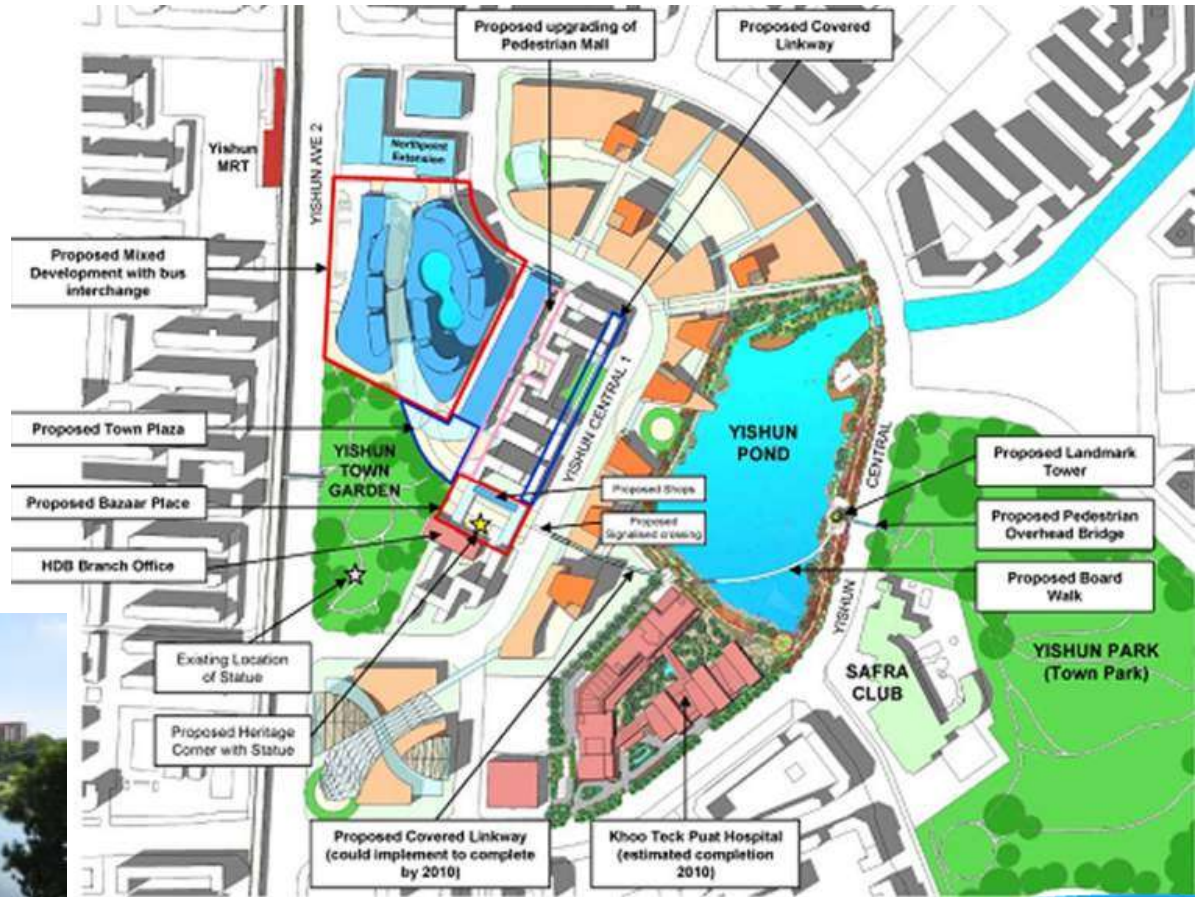 Proposed upgrading of
Pedestrian Mall
Proposed Covered
Linkway
Yishun
MRT
YISHUN AVE 2
Northpoint
Extension
Proposed Mixed
Development with bus
interchange
Proposed Town Plaza
YISHUN
TOWN
GARDEN
YISHUN CENTRAL 1
YISHUN
POND
YISHUN CENTRAL
Proposed Landmark
Tower
Proposed Bazaar Place
Proposed Shops
Proposed
Signalised crossing
Proposed Pedestrian
Overhead Bridge
HDB Branch Office
Proposed Board
Walk
Existing Location
of Statue
SAFRA
CLUB
YISHUN PARK
(Town Park)
Proposed Heritage
Corner with Statue
Proposed Covered Linkway
(could implement to complete
by 2010)
Khoo Teck Puat Hospital
(estimated completion
2010)